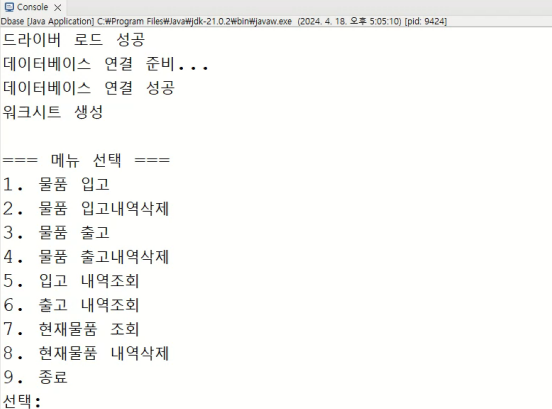 Console
Dbase [Java Application] C:₩Program Files₩Java₩jdk-21.0.2₩bin₩javaw.exe (2024. 4. 18. 오후 5:05:10) [pid: 9424]
드라이버 로드 성공
데이터베이스 연결 준비...
데이터베이스 연결 성공
워크시트 생성
=== 메뉴 선택 ===
1. 물품 입고
2. 물품 입고내역삭제
3. 물품 출고
4. 물품 출고내역삭제
5. 입고 내역조회
6. 출고 내역조회
7. 현재물품 조회
8. 현재물품 내역삭제
9. 종료
선택: